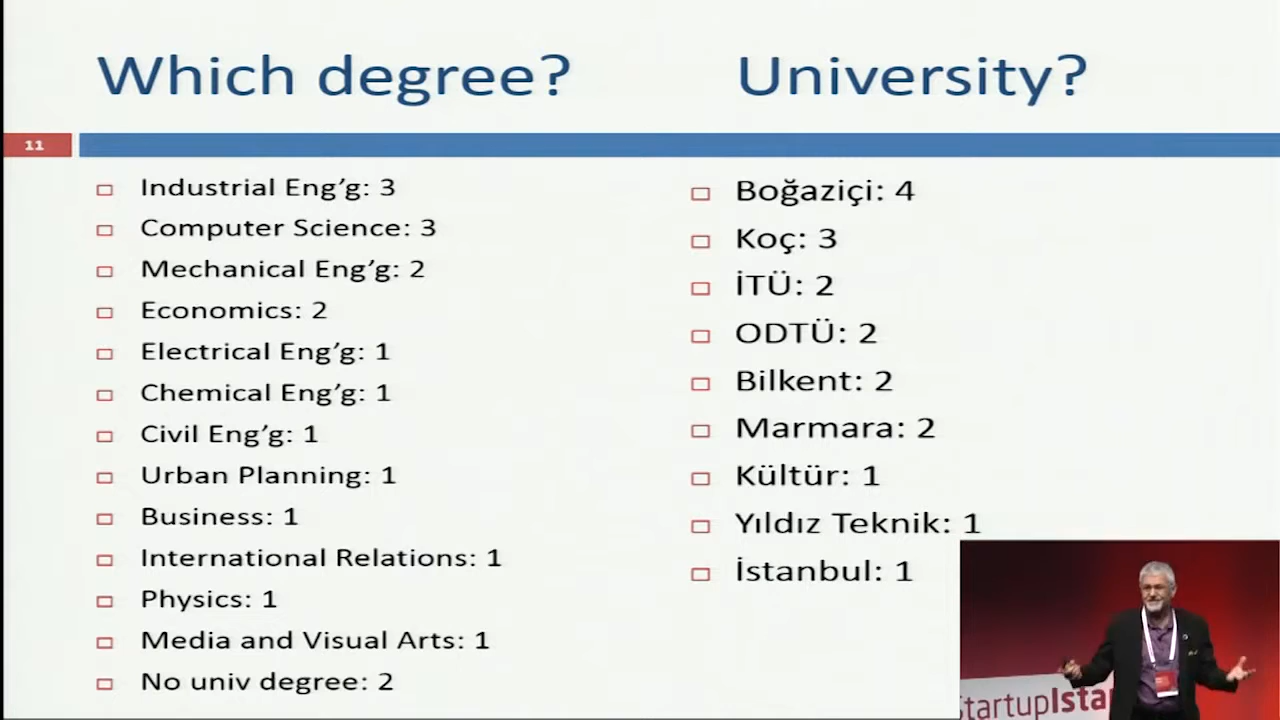 Which degree?
University?
11
Industrial Eng’g: 3
Computer Science: 3
Mechanical Eng’g: 2
Economics: 2
Electrical Eng’g: 1
Chemical Eng’g: 1
Civil Eng’g: 1
Urban Planning: 1
Business: 1
International Relations: 1
Physics: 1
Media and Visual Arts: 1
No univ degree: 2
Boğaziçi: 4
Koç: 3
İTÜ: 2
ODTÜ: 2
Bilkent: 2
Marmara: 2
Kültür: 1
Yıldız Teknik: 1
İstanbul: 1
StartupIsta